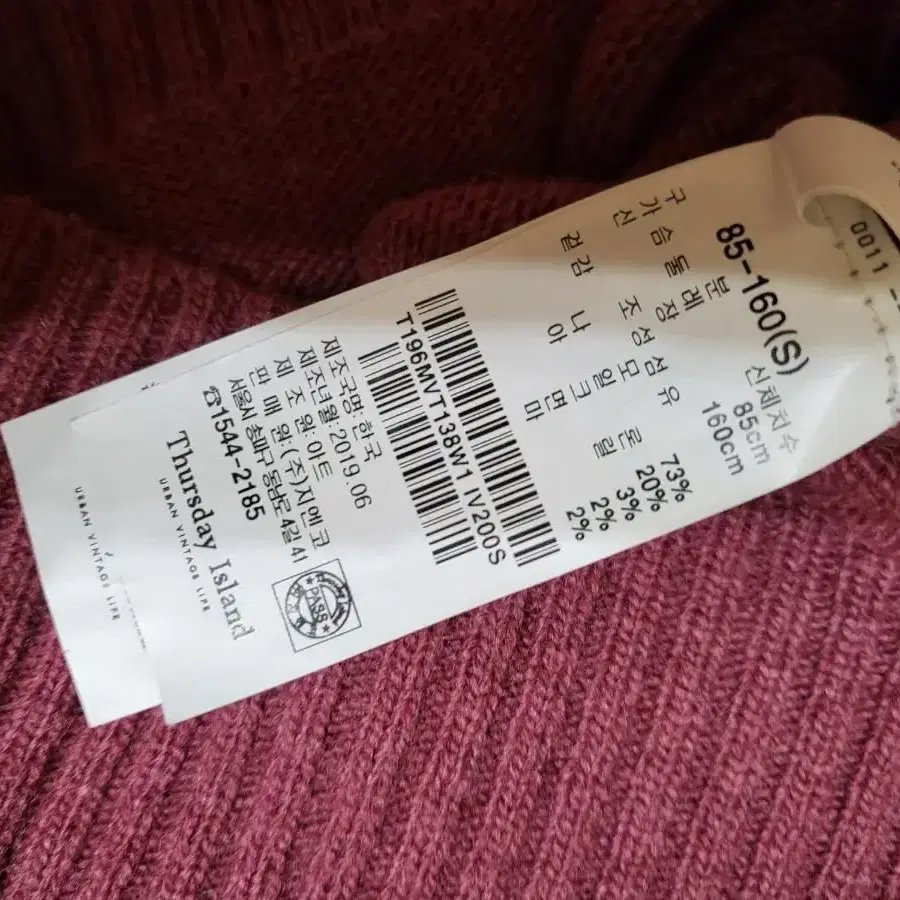 85-160(S)
구 분 신체치수
가슴둘레 85cm
신 장 160cm
조성섬유
겉감 모 73%
나일론 20%
아크릴 3%
면 2%
마 2%
T196MVT138W1 IV200S
제조국명:한국
제조년월:2019.06
제 조 원:아트
판 매 원:(주)지엔코
서울시 송파구 동남로4길41
☎1544-2185
PASS
Thursday Island
URBAN VINTAGE LIFE
URBAN VINTAGE LIFE
0011